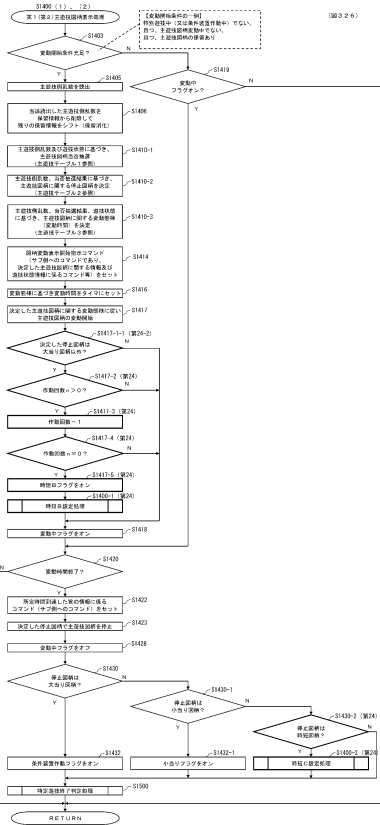 S1400 (1)、(2)
第1(第2)主遊技図柄表示処理
【変動開始条件の一例】
特別遊技中(又は条件装置作動中)でない、
且つ、主遊技図柄変動中でない、
且つ、主遊技図柄の保留あり
(図326)
S1403
変動開始条件充足?
N
Y
S1405
主遊技側乱数を読出
S1419
変動中
フラグオン?
N
Y
S1406
当該読出した主遊技側乱数を
保留情報から削除して
残りの保留情報をシフト(保留消化)
S1410-1
主遊技側乱数及び遊技状態に基づき、
主遊技図柄当否抽選
(主遊技テーブル1参照)
S1410-2
主遊技側乱数、当否抽選結果に基づき、
主遊技図柄に関する停止図柄を決定
(主遊技テーブル2参照)
S1410-3
主遊技側乱数、当否抽選結果、遊技状態
に基づき、主遊技図柄に関する変動態様
(変動時間)を決定
(主遊技テーブル3参照)
S1414
図柄変動表示開始指示コマンド
(サブ側へのコマンドであり、
決定した主遊技図柄に関する情報及び
遊技状態情報に係るコマンド等)をセット
S1416
変動態様に基づき変動時間をタイマにセット
S1417
決定した主遊技図柄に関する変動態様に従い
主遊技図柄の変動開始
S1417-1-1 (第24-2)
決定した停止図柄は
大当り図柄以外?
N
Y
S1417-2 (第24)
作動回数n>0?
N
Y
S1417-3 (第24)
作動回数-1
S1417-4 (第24)
作動回数n=0?
N
Y
S1417-5 (第24)
時短Bフラグをオン
S1400-1 (第24)
時短B設定処理
S1418
変動中フラグをオン
S1420
変動時間終了?
N
Y
S1422
所定時間到達した旨の情報に係る
コマンド(サブ側へのコマンド)をセット
S1423
決定した停止図柄で主遊技図柄を停止
S1428
変動中フラグをオフ
S1430
停止図柄は
大当り図柄?
N
Y
S1430-1
停止図柄は
小当り図柄?
N
Y
S1430-2 (第24)
停止図柄は
時短図柄?
N
Y
S1432
条件装置作動フラグをオン
S1432-1
小当りフラグをオン
S1400-2 (第24)
時短C設定処理
S1500
特定遊技終了判定処理
RETURN